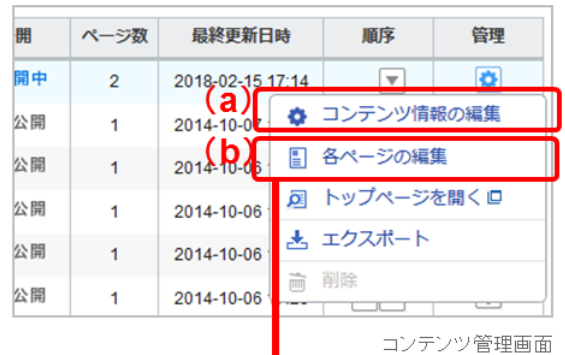 開 ページ数 最終更新日時 順序 管理
開中 2 2018-02-15 17:14
(a) コンテンツ情報の編集
公開 1 2014-10-07
(b) 各ページの編集
公開 1 2014-10-06
トップページを開く
公開 1 2014-10-06
エクスポート
公開 1 2014-10-06
削除
公開 1 2014-10-06
コンテンツ管理画面